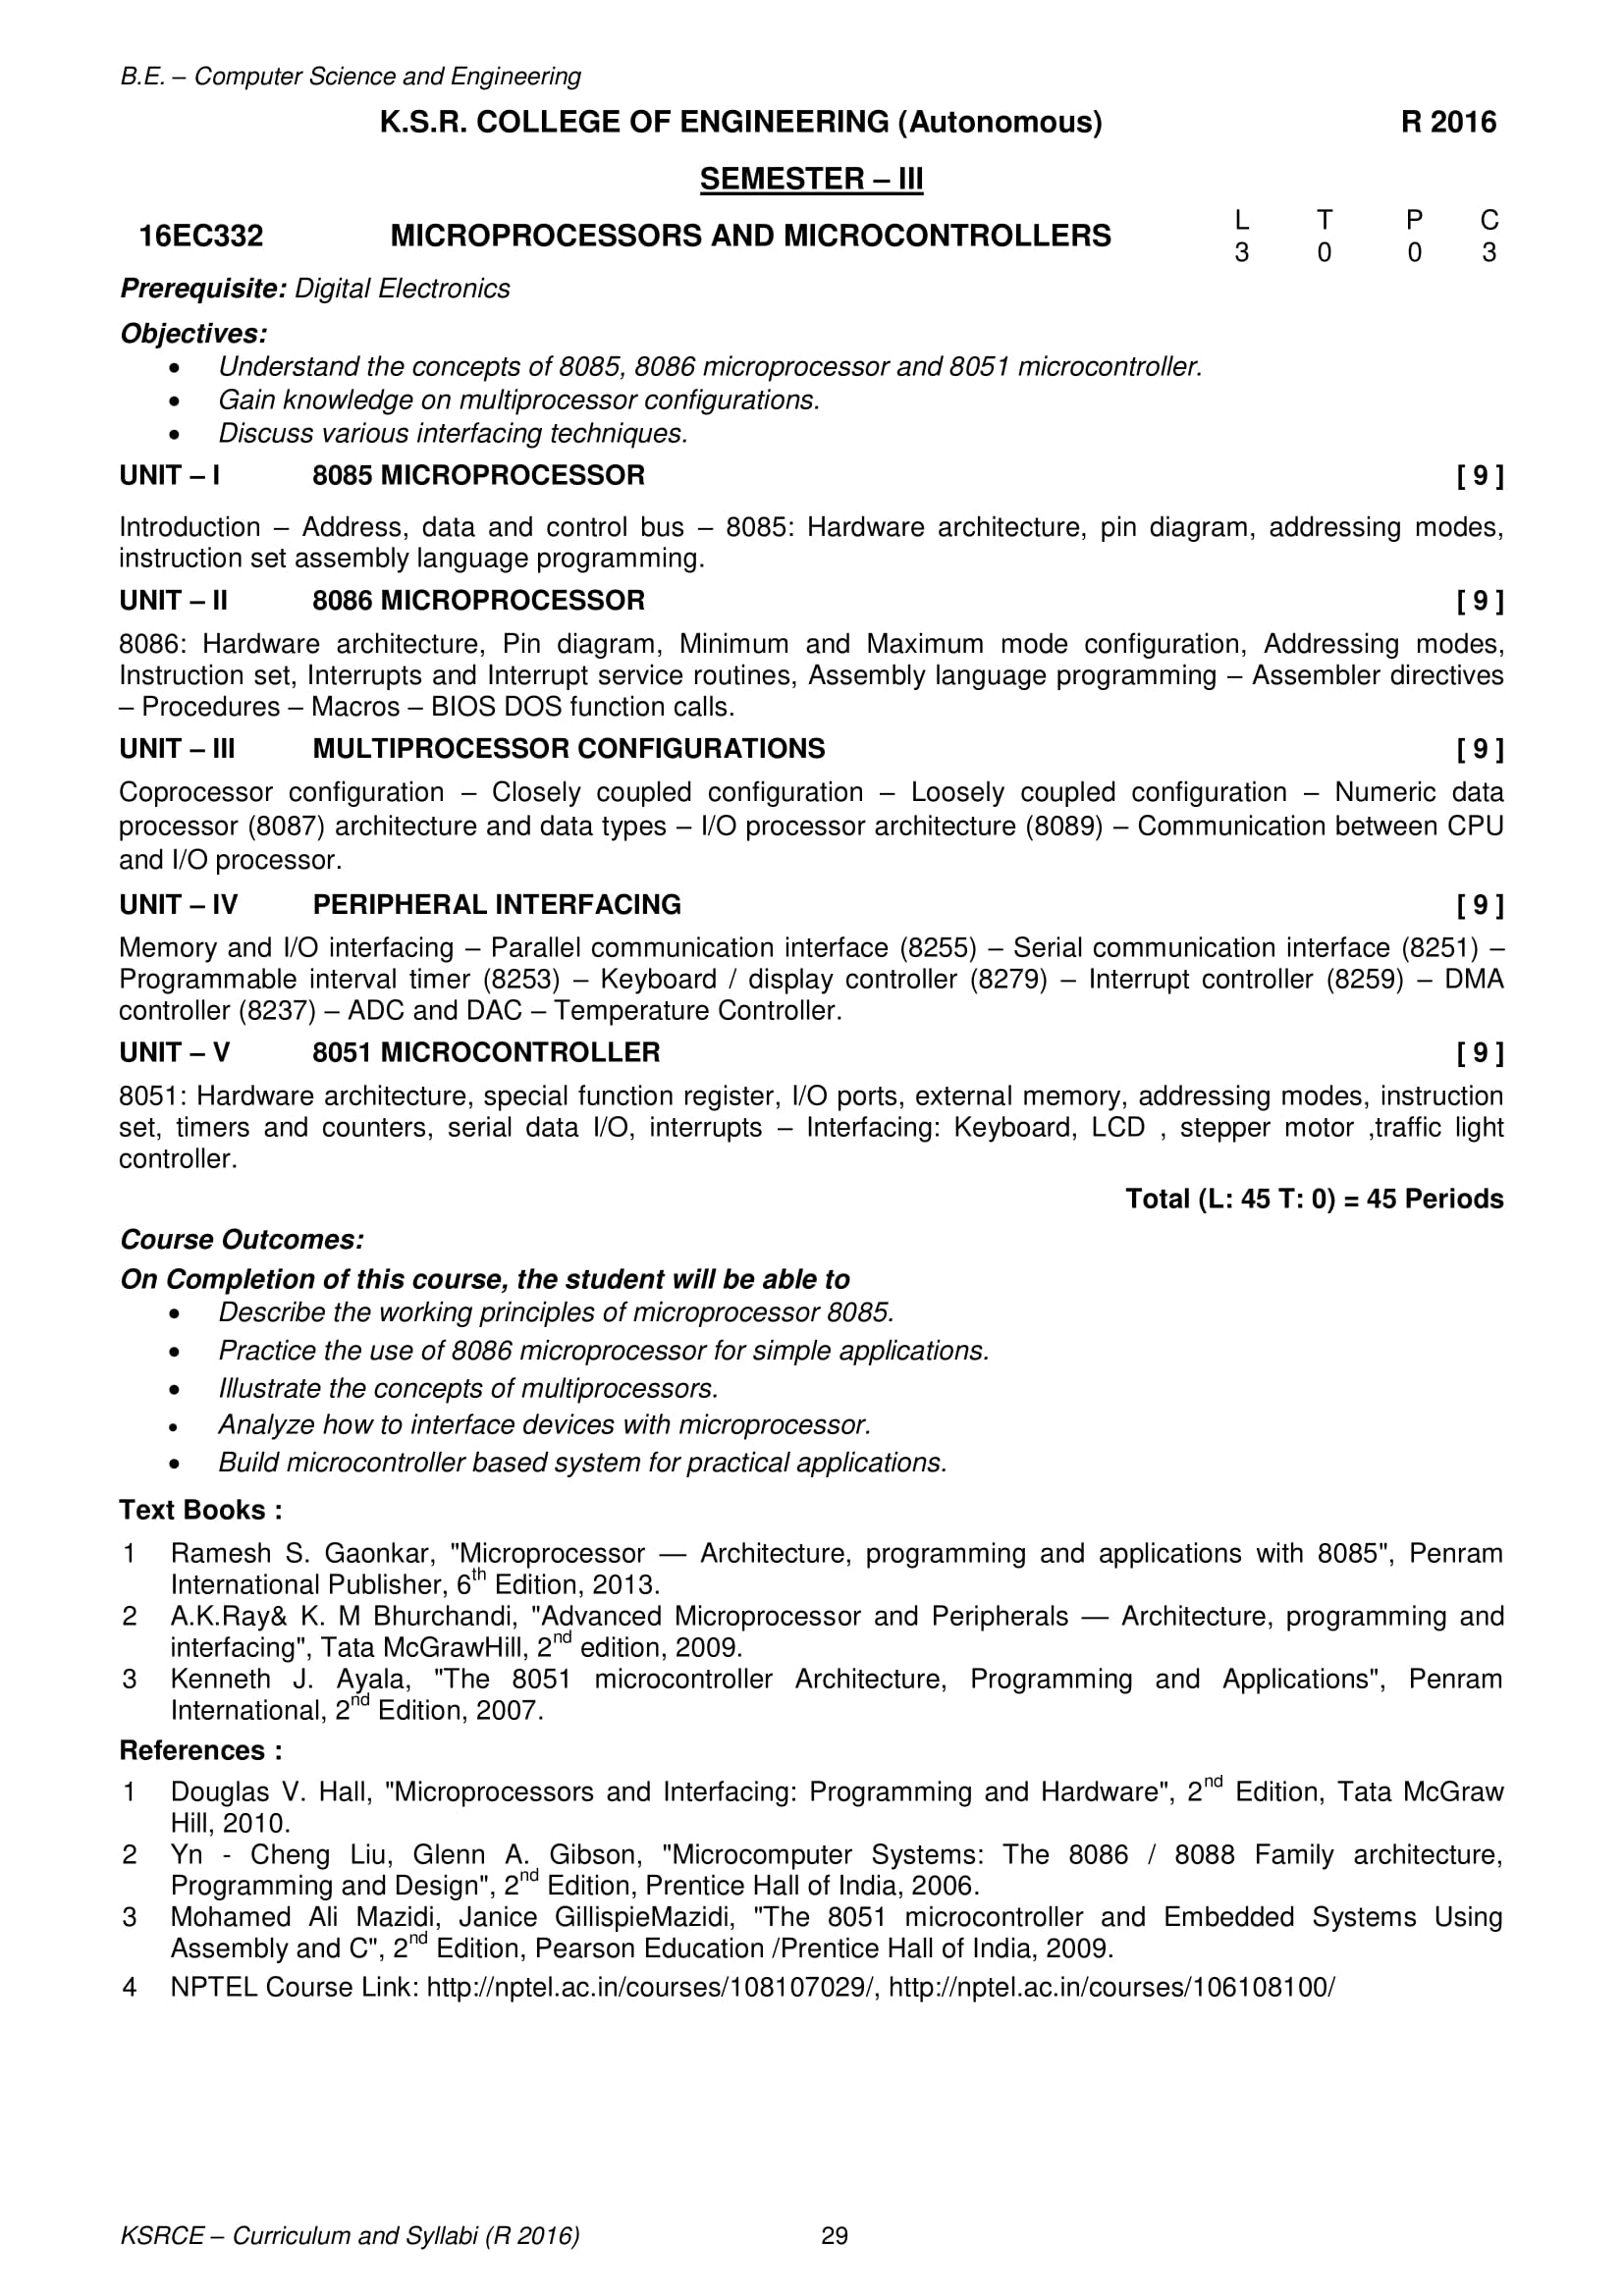 B.E. – Computer Science and Engineering
K.S.R. COLLEGE OF ENGINEERING (Autonomous) R 2016
SEMESTER – III
L T P C
16EC332 MICROPROCESSORS AND MICROCONTROLLERS
3 0 0 3
Prerequisite: Digital Electronics
Objectives:
• Understand the concepts of 8085, 8086 microprocessor and 8051 microcontroller.
• Gain knowledge on multiprocessor configurations.
• Discuss various interfacing techniques.
UNIT – I 8085 MICROPROCESSOR [ 9 ]
Introduction – Address, data and control bus – 8085: Hardware architecture, pin diagram, addressing modes,
instruction set assembly language programming.
UNIT – II 8086 MICROPROCESSOR [ 9 ]
8086: Hardware architecture, Pin diagram, Minimum and Maximum mode configuration, Addressing modes,
Instruction set, Interrupts and Interrupt service routines, Assembly language programming – Assembler directives
– Procedures – Macros – BIOS DOS function calls.
UNIT – III MULTIPROCESSOR CONFIGURATIONS [ 9 ]
Coprocessor configuration – Closely coupled configuration – Loosely coupled configuration – Numeric data
processor (8087) architecture and data types – I/O processor architecture (8089) – Communication between CPU
and I/O processor.
UNIT – IV PERIPHERAL INTERFACING [ 9 ]
Memory and I/O interfacing – Parallel communication interface (8255) – Serial communication interface (8251) –
Programmable interval timer (8253) – Keyboard / display controller (8279) – Interrupt controller (8259) – DMA
controller (8237) – ADC and DAC – Temperature Controller.
UNIT – V 8051 MICROCONTROLLER [ 9 ]
8051: Hardware architecture, special function register, I/O ports, external memory, addressing modes, instruction
set, timers and counters, serial data I/O, interrupts – Interfacing: Keyboard, LCD , stepper motor ,traffic light
controller.
Total (L: 45 T: 0) = 45 Periods
Course Outcomes:
On Completion of this course, the student will be able to
• Describe the working principles of microprocessor 8085.
• Practice the use of 8086 microprocessor for simple applications.
• Illustrate the concepts of multiprocessors.
• Analyze how to interface devices with microprocessor.
• Build microcontroller based system for practical applications.
Text Books :
1 Ramesh S. Gaonkar, "Microprocessor — Architecture, programming and applications with 8085", Penram
International Publisher, 6th Edition, 2013.
2 A.K.Ray& K. M Bhurchandi, "Advanced Microprocessor and Peripherals — Architecture, programming and
interfacing", Tata McGrawHill, 2nd edition, 2009.
3 Kenneth J. Ayala, "The 8051 microcontroller Architecture, Programming and Applications", Penram
International, 2nd Edition, 2007.
References :
1 Douglas V. Hall, "Microprocessors and Interfacing: Programming and Hardware", 2nd Edition, Tata McGraw
Hill, 2010.
2 Yn - Cheng Liu, Glenn A. Gibson, "Microcomputer Systems: The 8086 / 8088 Family architecture,
Programming and Design", 2nd Edition, Prentice Hall of India, 2006.
3 Mohamed Ali Mazidi, Janice GillispieMazidi, "The 8051 microcontroller and Embedded Systems Using
Assembly and C", 2nd Edition, Pearson Education /Prentice Hall of India, 2009.
4 NPTEL Course Link: http://nptel.ac.in/courses/108107029/, http://nptel.ac.in/courses/106108100/
KSRCE – Curriculum and Syllabi (R 2016) 29